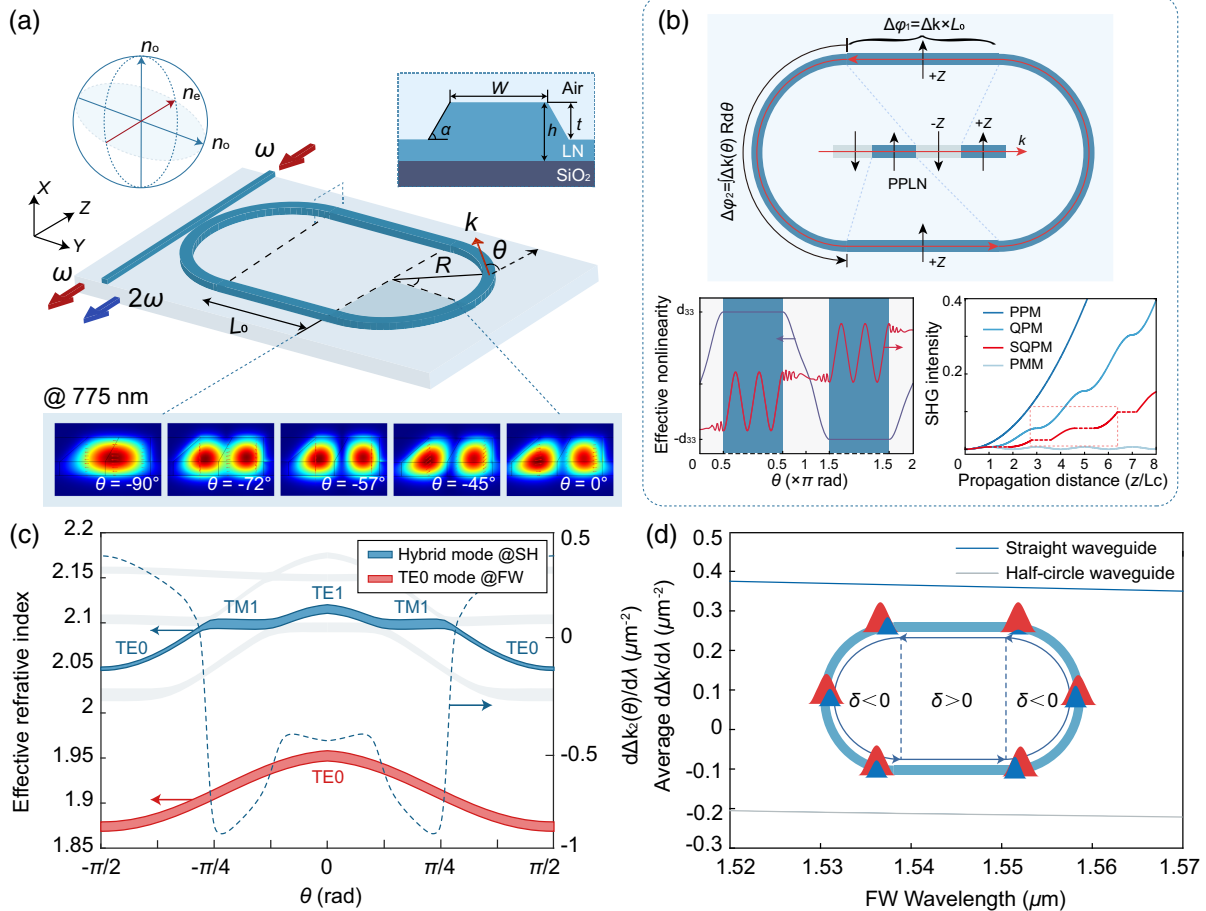 (a)
n₀
nₑ
n₀
ω
X
Z
Y
W
Air
α
h
t
LN
SiO₂
k
θ
R
ω
2ω
L₀
@ 775 nm
θ = -90°
θ = -72°
θ = -57°
θ = -45°
θ = 0°
(b)
Δφ₁=Δk×L₀
+Z
Δφ₂=∫Δk(θ) Rdθ
-Z
+Z
k
PPLN
+Z
Effective nonlinearity
d₃₃
-d₃₃
0.5
0
0.5
1.5
1.5
2
θ (×π rad)
SHG intensity
0.4
0.2
0
PPM
QPM
SQPM
PMM
0 1 2 3 4 5 6 7 8
Propagation distance (z/Lc)
(c)
Effective refrative index
2.2
2.15
2.1
2.05
2
1.95
1.9
1.85
Hybrid mode @SH
TE0 mode @FW
TE0
TM1
TE1
TM1
TE0
TE0
0.5
0
-0.5
-1
dΔk₂(θ)/dλ (μm⁻²)
-π/2
-π/4
0
π/4
π/2
θ (rad)
(d)
Average dΔk/dλ (μm⁻²)
0.5
0.4
0.3
0.2
0.1
0
-0.1
-0.2
-0.3
Straight waveguide
Half-circle waveguide
δ<0
δ>0
δ<0
1.52
1.53
1.54
1.55
1.56
1.57
FW Wavelength (μm)